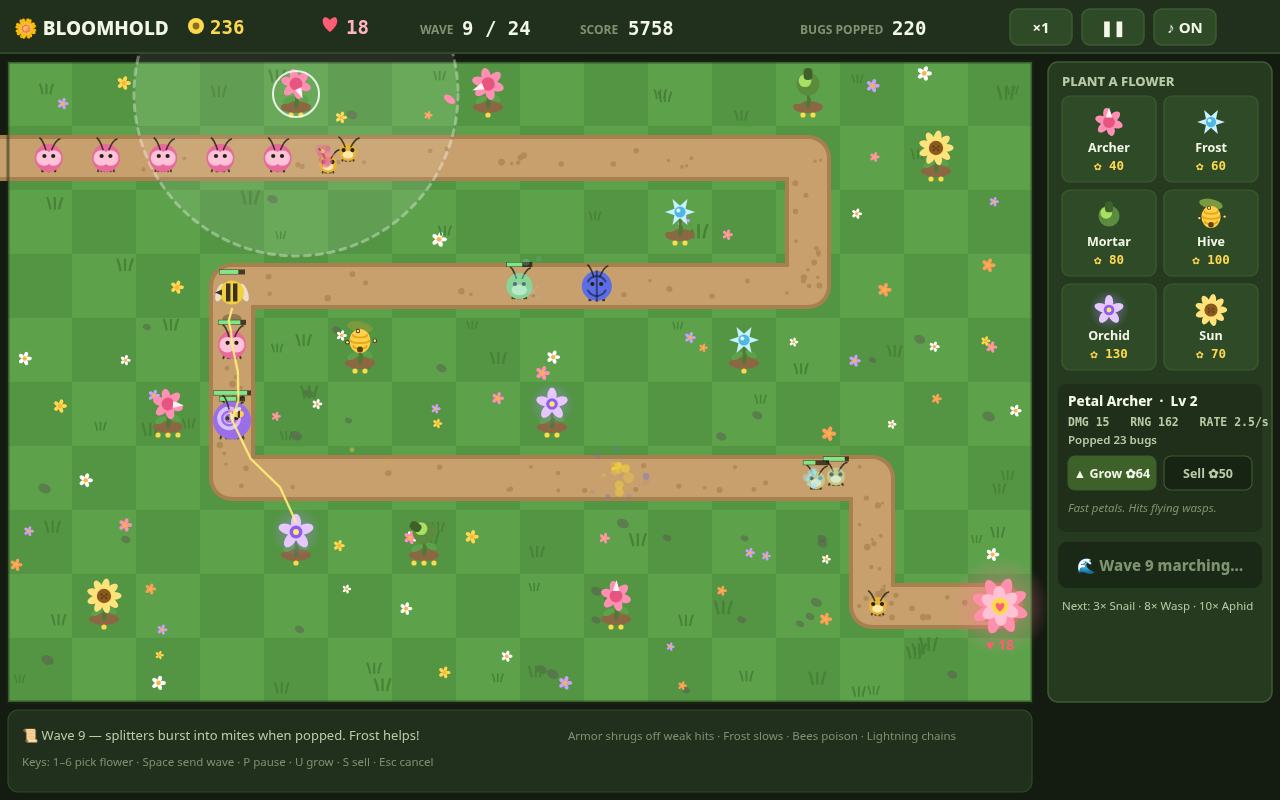 🌼 BLOOMHOLD 236 18 WAVE 9 / 24 SCORE 5758 BUGS POPPED 220 ×1 ❚❚ ♪ ON
PLANT A FLOWER
Archer Frost
✿ 40 ✿ 60
Mortar Hive
✿ 80 ✿ 100
Orchid Sun
✿ 130 ✿ 70
Petal Archer · Lv 2
DMG 15 RNG 162 RATE 2.5/s
Popped 23 bugs
▲ Grow ✿64 Sell ✿50
Fast petals. Hits flying wasps.
🌊 Wave 9 marching…
Next: 3× Snail · 8× Wasp · 10× Aphid
♥ 18
📜 Wave 9 — splitters burst into mites when popped. Frost helps!
Armor shrugs off weak hits · Frost slows · Bees poison · Lightning chains
Keys: 1–6 pick flower · Space send wave · P pause · U grow · S sell · Esc cancel